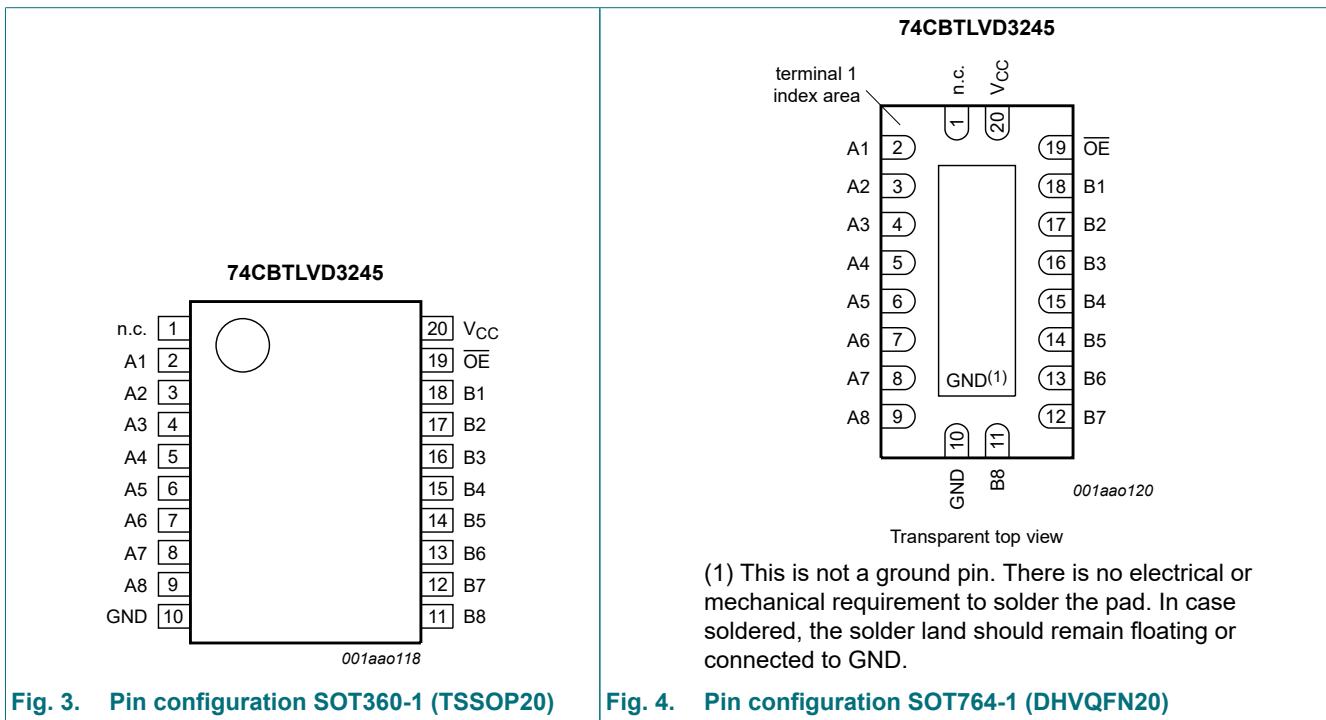 74CBTLVD3245
n.c. 1
A1 2
A2 3
A3 4
A4 5
A5 6
A6 7
A7 8
A8 9
GND 10
20 VCC
19 OE
18 B1
17 B2
16 B3
15 B4
14 B5
13 B6
12 B7
11 B8
001aao118
Fig. 3. Pin configuration SOT360-1 (TSSOP20)
74CBTLVD3245
terminal 1
index area
n.c. VCC
1 20
A1 2
A2 3
A3 4
A4 5
A5 6
A6 7
A7 8
A8 9
19 OE
18 B1
17 B2
16 B3
15 B4
14 B5
13 B6
12 B7
GND(1)
10 11
GND B8
001aao120
Transparent top view
(1) This is not a ground pin. There is no electrical or
mechanical requirement to solder the pad. In case
soldered, the solder land should remain floating or
connected to GND.
Fig. 4. Pin configuration SOT764-1 (DHVQFN20)